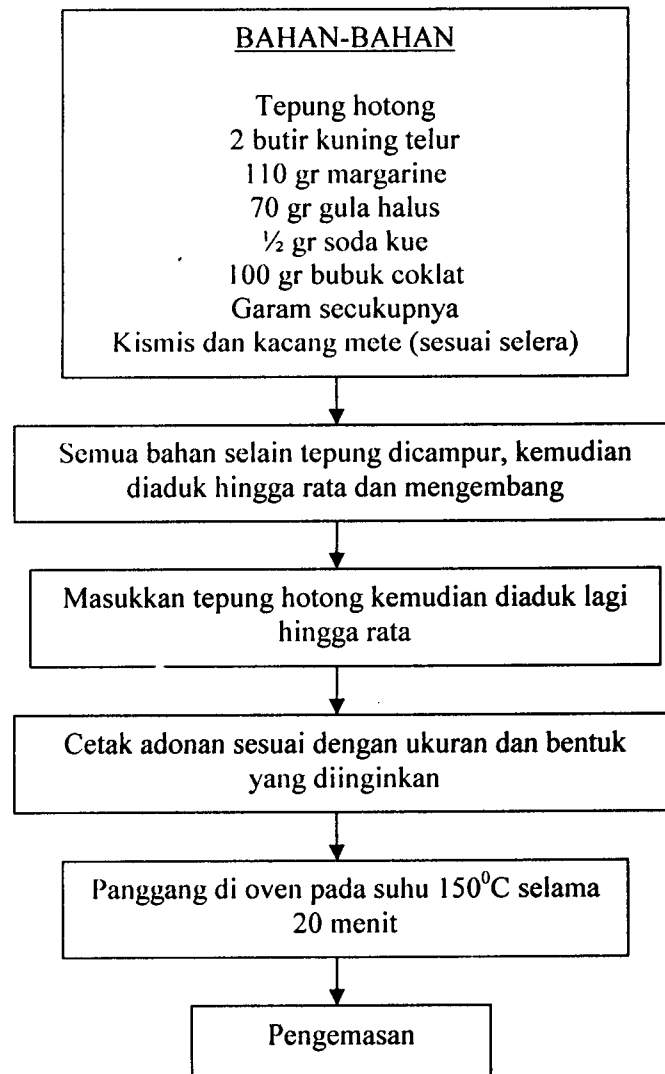 BAHAN-BAHAN
Tepung hotong
2 butir kuning telur
110 gr margarine
70 gr gula halus
½ gr soda kue
100 gr bubuk coklat
Garam secukupnya
Kismis dan kacang mete (sesuai selera)
Semua bahan selain tepung dicampur, kemudian
diaduk hingga rata dan mengembang
Masukkan tepung hotong kemudian diaduk lagi
hingga rata
Cetak adonan sesuai dengan ukuran dan bentuk
yang diinginkan
Panggang di oven pada suhu 150⁰C selama
20 menit
Pengemasan